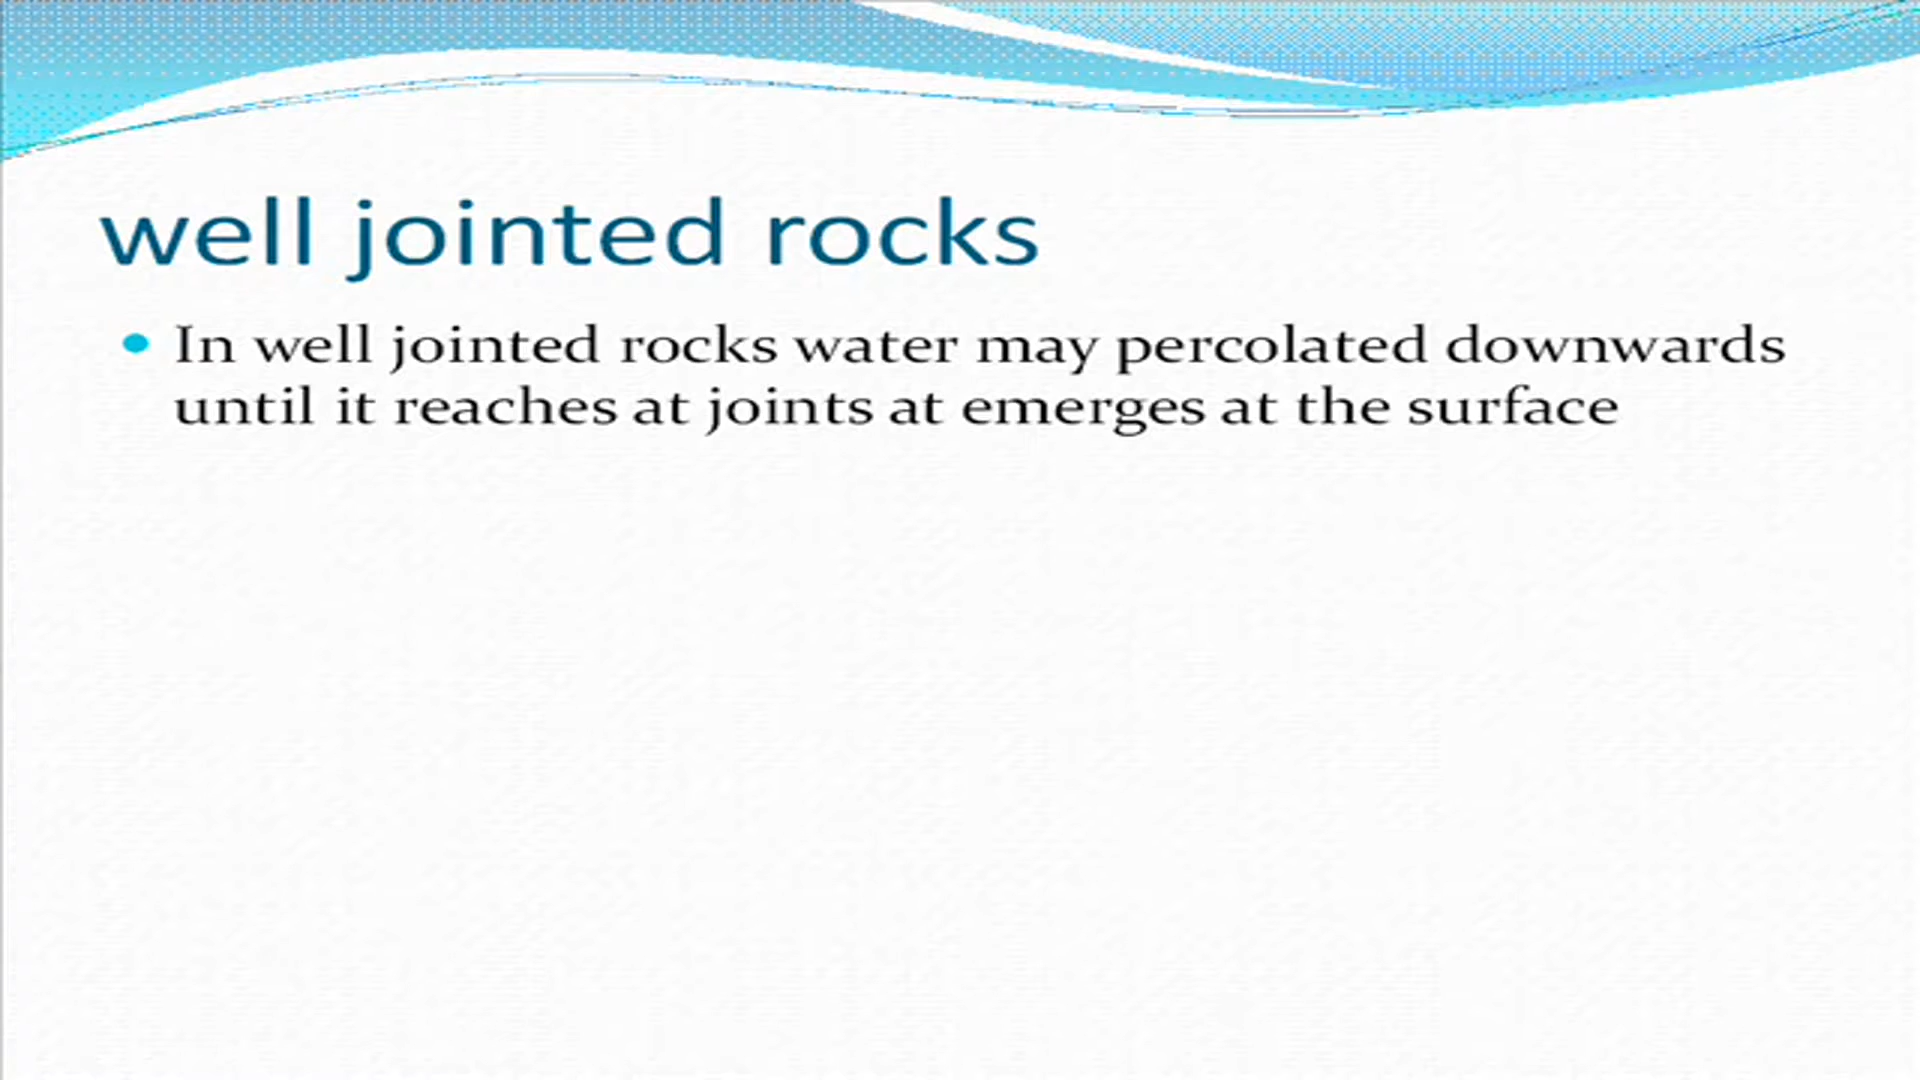 well jointed rocks
In well jointed rocks water may percolated downwards
until it reaches at joints at emerges at the surface